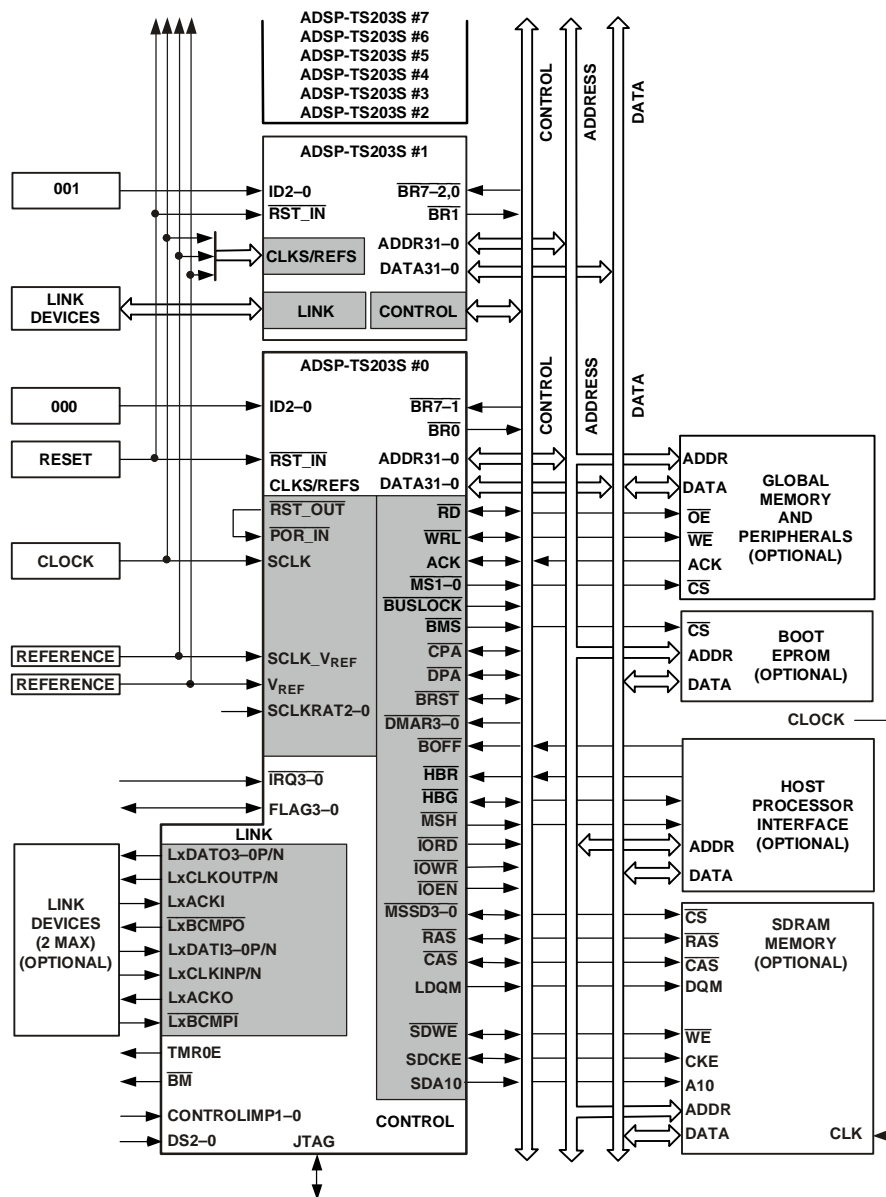 ADSP-TS203S #7
ADSP-TS203S #6
ADSP-TS203S #5
ADSP-TS203S #4
ADSP-TS203S #3
ADSP-TS203S #2
CONTROL
ADDRESS
DATA
ADSP-TS203S #1
001
ID2–0
BR7–2,0
RST_IN
BR1
ADDR31–0
CLKS/REFS
DATA31–0
LINK
DEVICES
LINK
CONTROL
ADSP-TS203S #0
CONTROL
ADDRESS
DATA
000
ID2–0
BR7–1
BR0
RESET
RST_IN
ADDR31–0
CLKS/REFS
DATA31–0
RST_OUT
POR_IN
CLOCK
SCLK
REFERENCE
SCLK_VREF
REFERENCE
VREF
SCLKRAT2–0
RD
WRL
ACK
MS1–0
BUSLOCK
BMS
CPA
DPA
BRST
DMAR3–0
BOFF
HBR
HBG
MSH
IORD
IOWR
IOEN
MSSD3–0
RAS
CAS
LDQM
SDWE
SDCKE
SDA10
CONTROL
IRQ3–0
FLAG3–0
LINK
LINK
DEVICES
(2 MAX)
(OPTIONAL)
LxDATO3–0P/N
LxCLKOUTP/N
LxACKI
LxBCMPO
LxDATI3–0P/N
LxCLKINP/N
LxACKO
LxBCMPI
TMR0E
BM
CONTROLIMP1–0
DS2–0
JTAG
ADDR
DATA
OE
WE
ACK
CS
GLOBAL
MEMORY
AND
PERIPHERALS
(OPTIONAL)
CS
ADDR
DATA
BOOT
EPROM
(OPTIONAL)
CLOCK
HOST
PROCESSOR
INTERFACE
(OPTIONAL)
ADDR
DATA
SDRAM
MEMORY
(OPTIONAL)
CS
RAS
CAS
DQM
WE
CKE
A10
ADDR
DATA
CLK